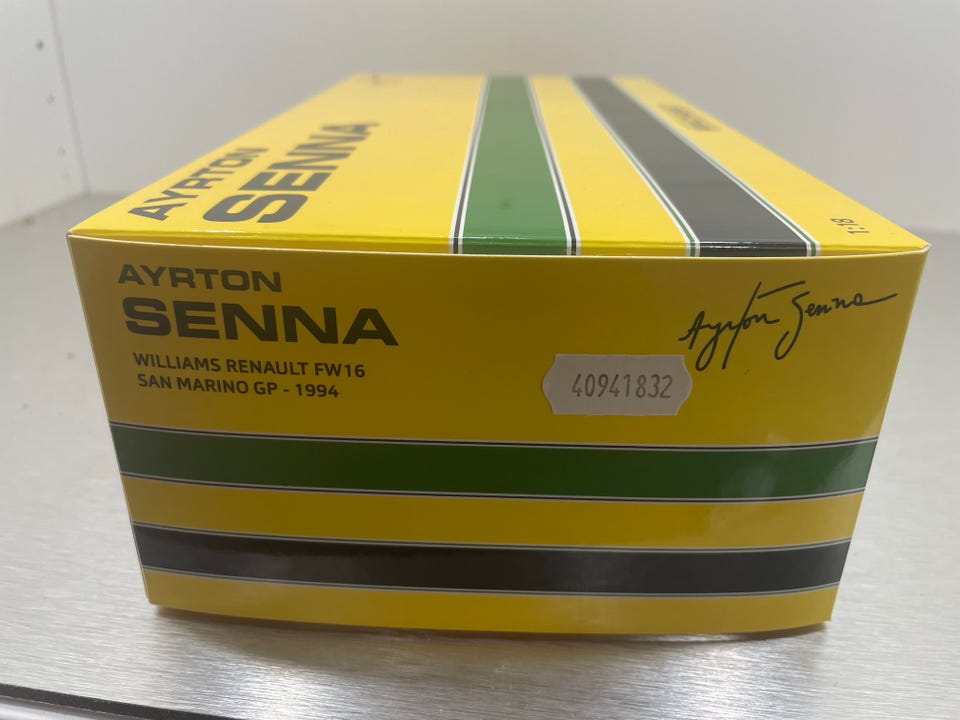 AYRTON
SENNA
1:18
AYRTON
SENNA
WILLIAMS RENAULT FW16
SAN MARINO GP - 1994
Ayrton Senna
40941832